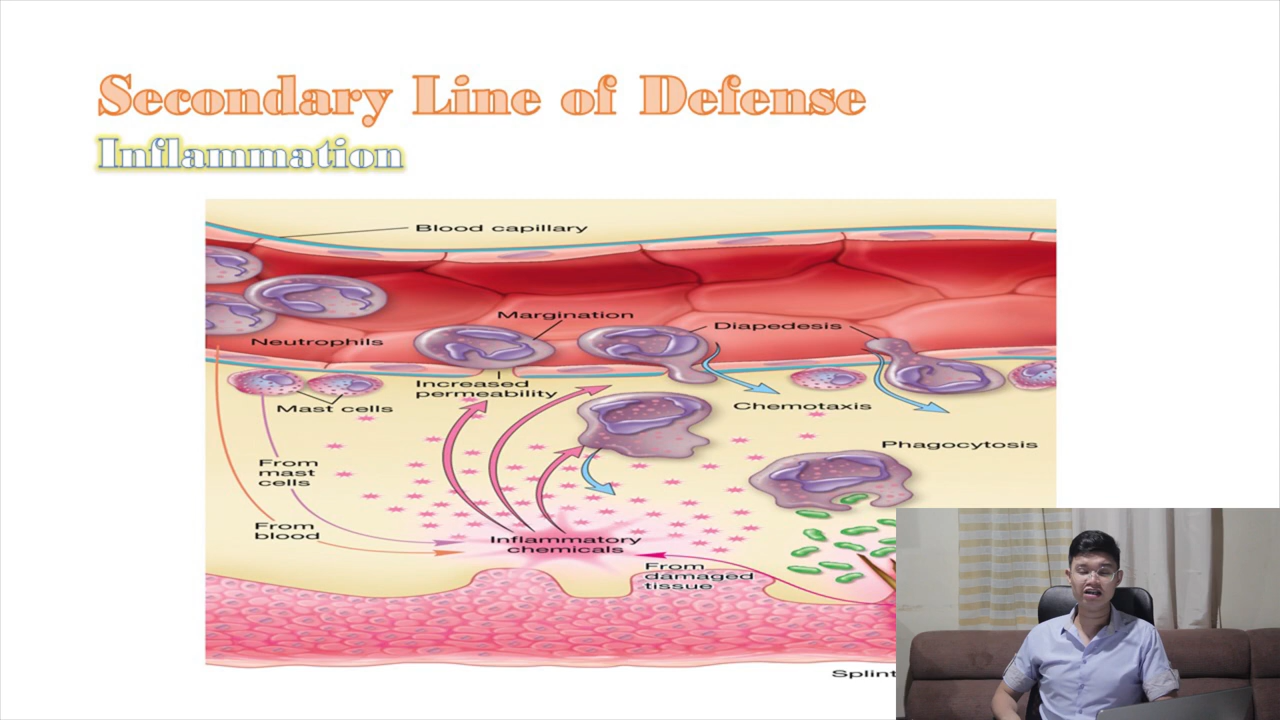 Secondary Line of Defense
Inflammation
Blood capillary
Margination
Diapedesis
Neutrophils
Increased
permeability
Mast cells
Chemotaxis
Phagocytosis
From
mast
cells
From
blood
Inflammatory
chemicals
From
damaged
tissue
Splint